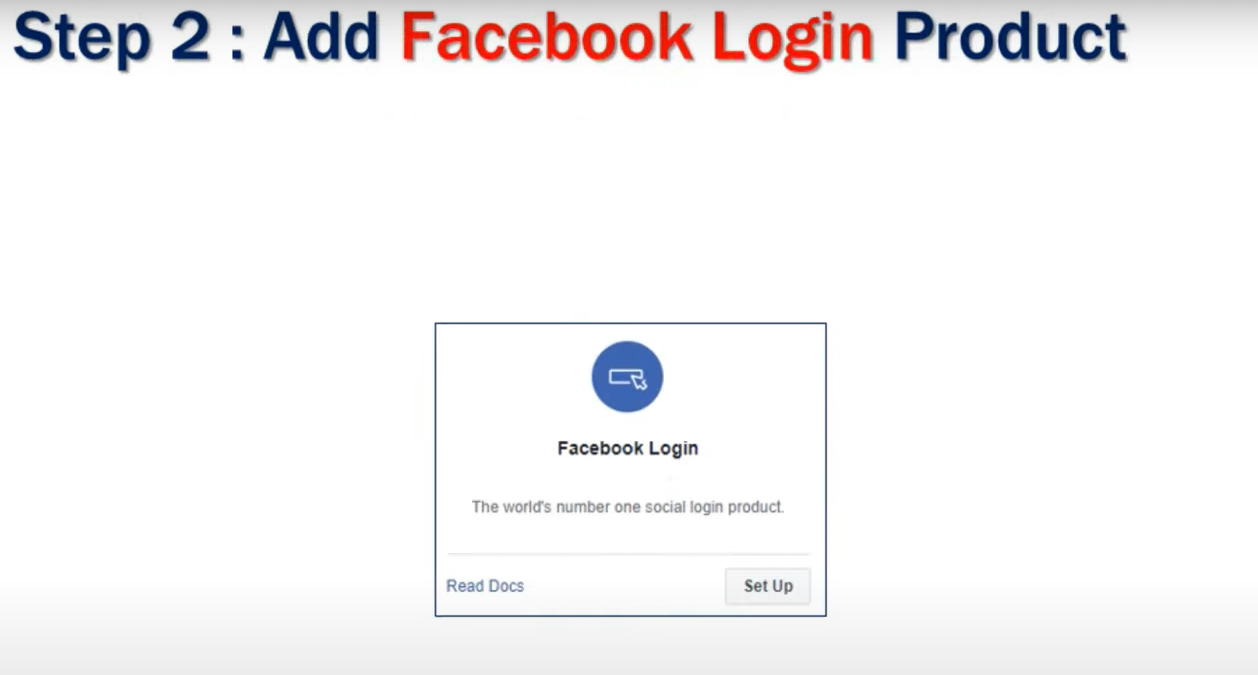 Step 2 : Add Facebook Login Product
Facebook Login
The world's number one social login product.
Read Docs
Set Up